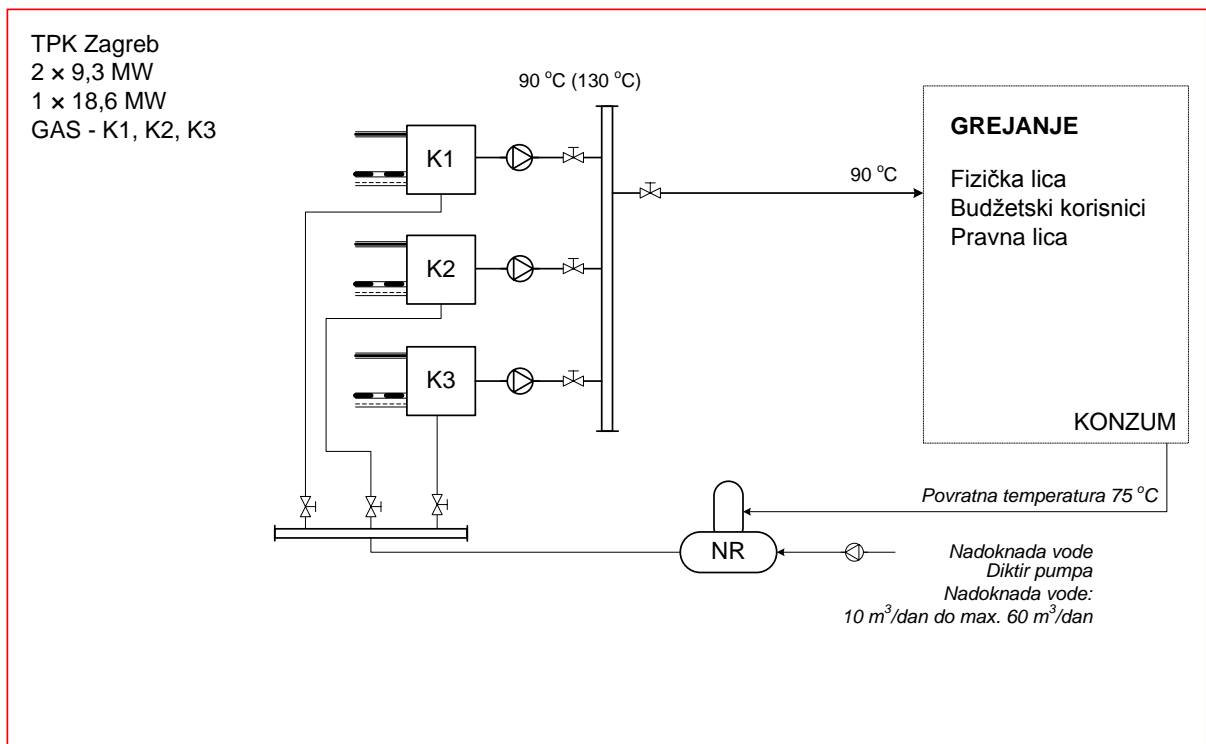 TPK Zagreb
2 × 9,3 MW
1 × 18,6 MW
GAS - K1, K2, K3
90 °C (130 °C)
K1
K2
K3
90 °C
GREJANJE
Fizička lica
Budžetski korisnici
Pravna lica
KONZUM
Povratna temperatura 75 °C
NR
Nadoknada vode
Diktir pumpa
Nadoknada vode:
10 m³/dan do max. 60 m³/dan